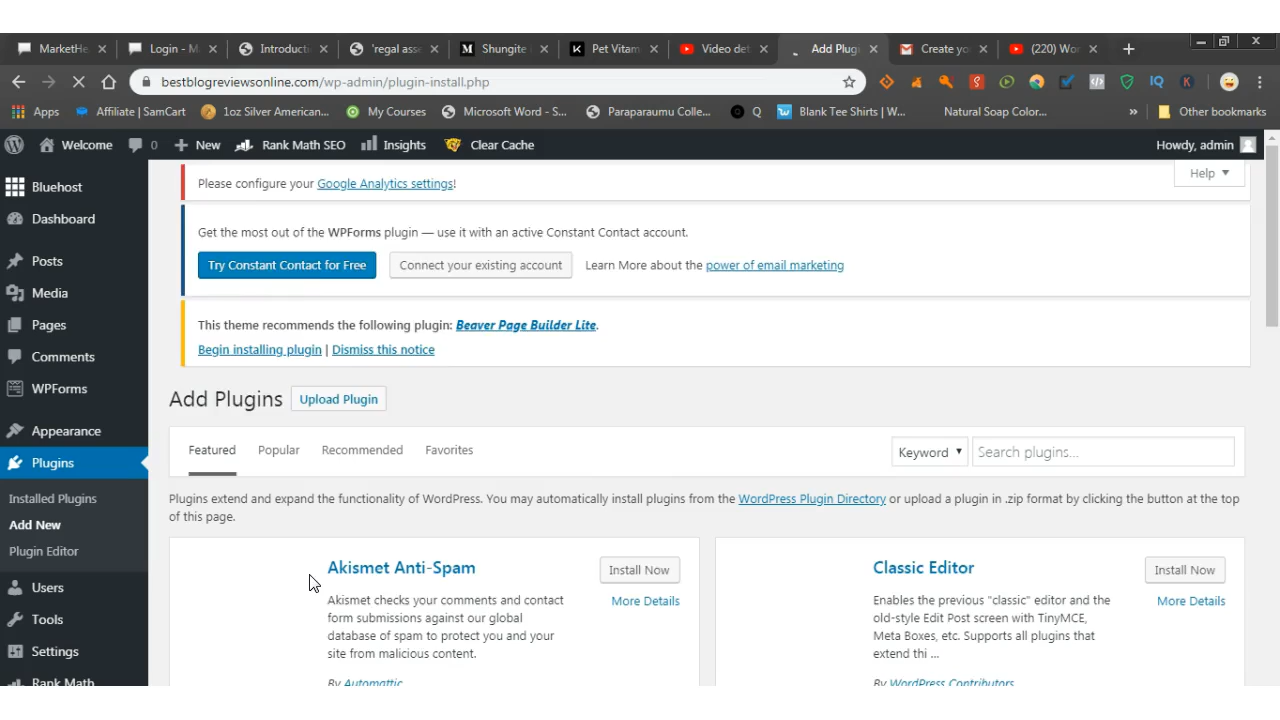 MarketHe
Login - M
Introducti
'regal asse
Shungite
Pet Vitam
Video det
Add Plugi
Create yo
(220) Wor
bestblogreviewsonline.com/wp-admin/plugin-install.php
Apps
Affiliate | SamCart
1oz Silver American...
My Courses
Microsoft Word - S...
Paraparaumu Colle...
Q
Blank Tee Shirts | W...
Natural Soap Color...
»
Other bookmarks
Welcome
0
New
Rank Math SEO
Insights
Clear Cache
Howdy, admin
Bluehost
Dashboard
Posts
Media
Pages
Comments
WPForms
Appearance
Plugins
Installed Plugins
Add New
Plugin Editor
Users
Tools
Settings
Rank Math
Help
Please configure your Google Analytics settings!
Get the most out of the WPForms plugin — use it with an active Constant Contact account.
Try Constant Contact for Free
Connect your existing account
Learn More about the power of email marketing
This theme recommends the following plugin: Beaver Page Builder Lite.
Begin installing plugin | Dismiss this notice
Add Plugins
Upload Plugin
Featured
Popular
Recommended
Favorites
Keyword
Search plugins...
Plugins extend and expand the functionality of WordPress. You may automatically install plugins from the WordPress Plugin Directory or upload a plugin in .zip format by clicking the button at the top
of this page.
Akismet Anti-Spam
Install Now
More Details
Akismet checks your comments and contact
form submissions against our global
database of spam to protect you and your
site from malicious content.
By Automattic
Classic Editor
Install Now
More Details
Enables the previous "classic" editor and the
old-style Edit Post screen with TinyMCE,
Meta Boxes, etc. Supports all plugins that
extend thi ...
By WordPress Contributors